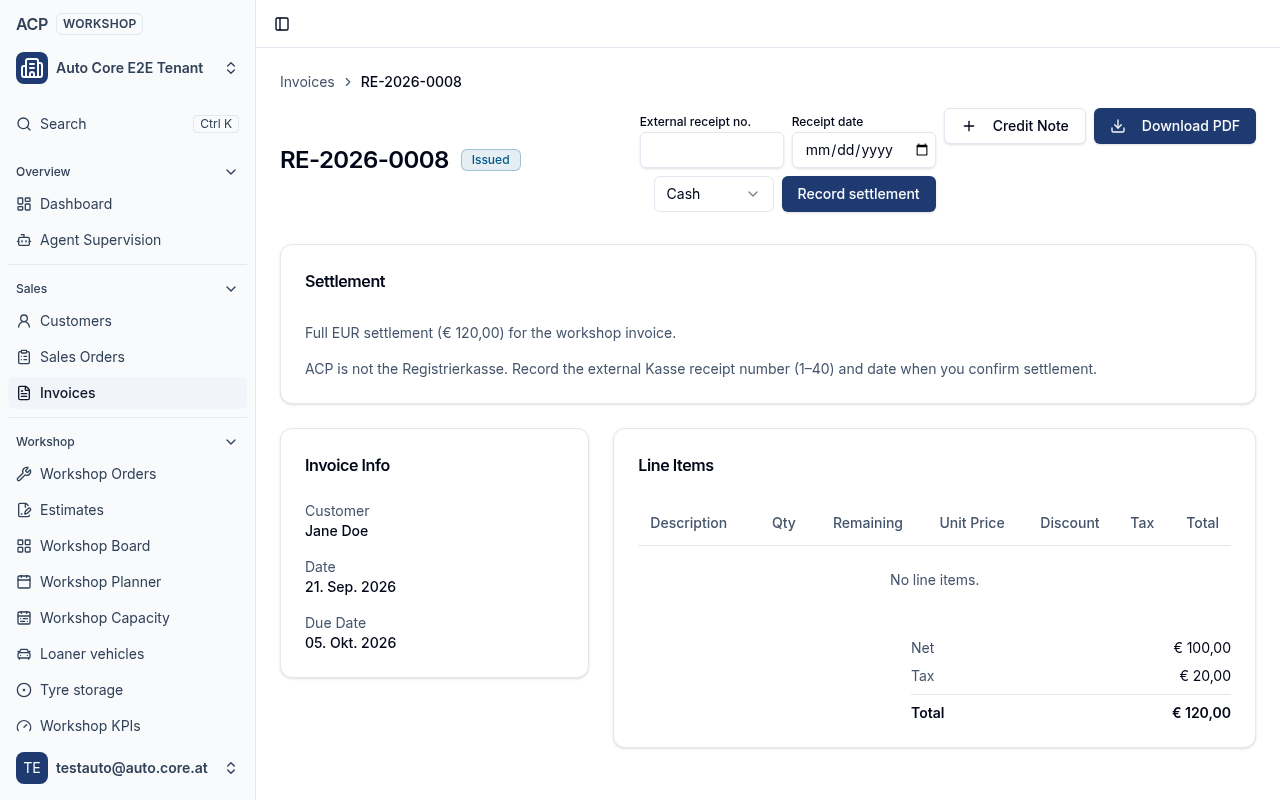 ACP WORKSHOP
Auto Core E2E Tenant
Search Ctrl K
Overview
Dashboard
Agent Supervision
Sales
Customers
Sales Orders
Invoices
Workshop
Workshop Orders
Estimates
Workshop Board
Workshop Planner
Workshop Capacity
Loaner vehicles
Tyre storage
Workshop KPIs
TE testauto@auto.core.at
Invoices RE-2026-0008
RE-2026-0008 Issued
External receipt no. Receipt date
mm/dd/yyyy
Cash Record settlement
Credit Note Download PDF
Settlement
Full EUR settlement (€ 120,00) for the workshop invoice.
ACP is not the Registrierkasse. Record the external Kasse receipt number (1–40) and date when you confirm settlement.
Invoice Info
Customer
Jane Doe
Date
21. Sep. 2026
Due Date
05. Okt. 2026
Line Items
Description Qty Remaining Unit Price Discount Tax Total
No line items.
Net € 100,00
Tax € 20,00
Total € 120,00